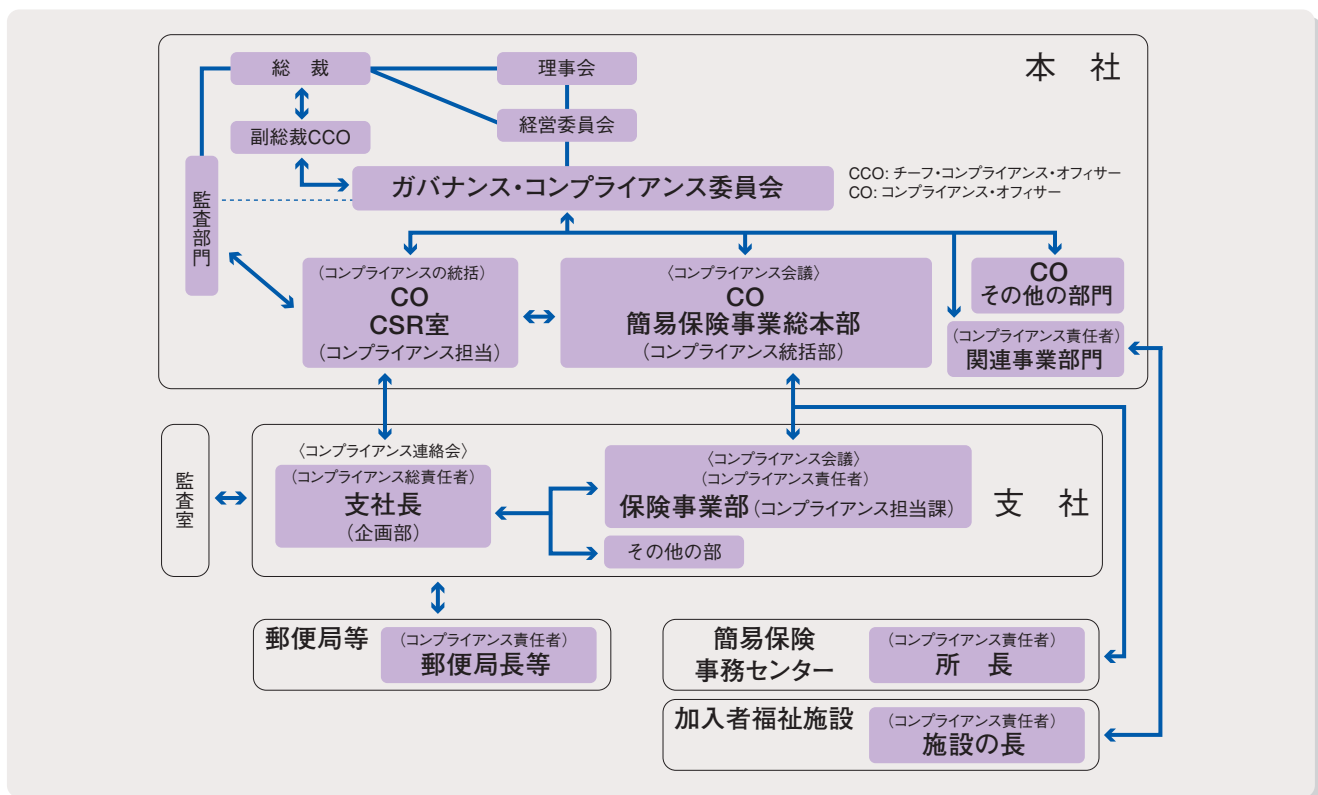 本 社
総 裁
理事会
経営委員会
副総裁CCO
ガバナンス・コンプライアンス委員会
CCO: チーフ・コンプライアンス・オフィサー
CO: コンプライアンス・オフィサー
監査部門
(コンプライアンスの統括)
CO
CSR室
(コンプライアンス担当)
〈コンプライアンス会議〉
CO
簡易保険事業総本部
(コンプライアンス統括部)
CO
その他の部門
(コンプライアンス責任者)
関連事業部門
監査室
支 社
〈コンプライアンス連絡会〉
(コンプライアンス総責任者)
支社長
(企画部)
〈コンプライアンス会議〉
(コンプライアンス責任者)
保険事業部(コンプライアンス担当課)
その他の部
郵便局等
(コンプライアンス責任者)
郵便局長等
簡易保険
事務センター
(コンプライアンス責任者)
所 長
加入者福祉施設
(コンプライアンス責任者)
施設の長